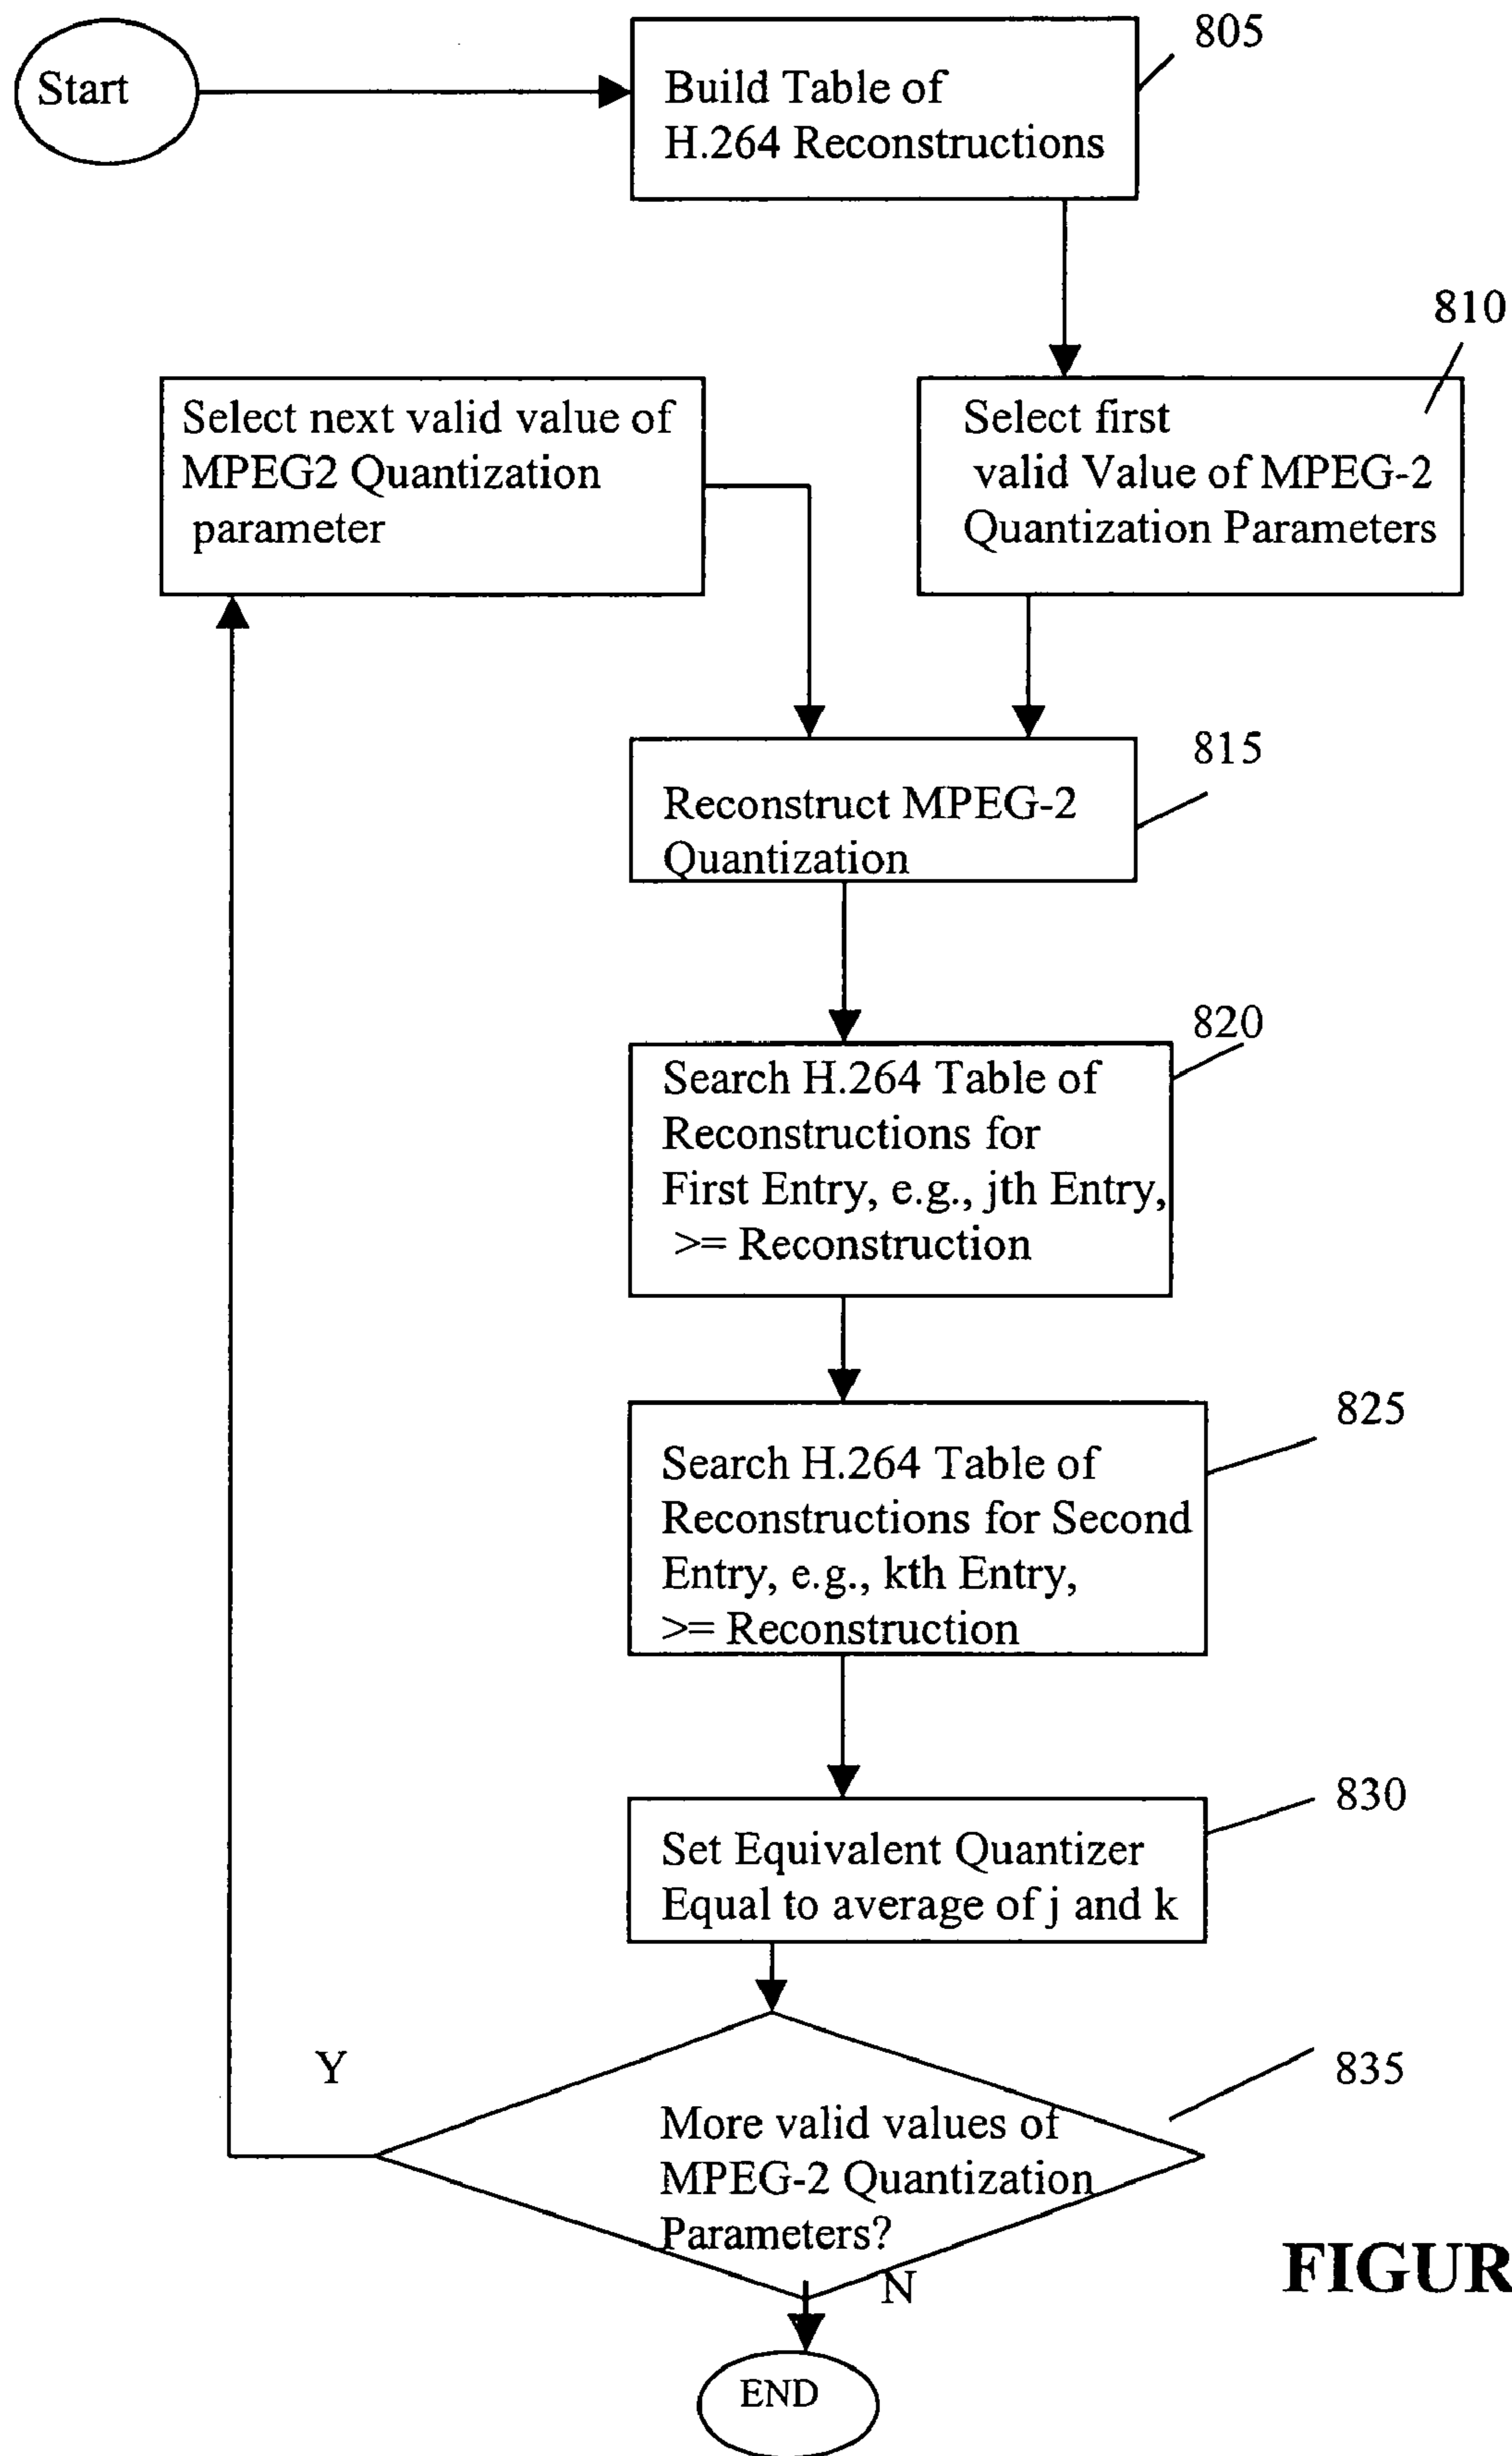 Start
805
Build Table of
H.264 Reconstructions
810
Select next valid value of
MPEG2 Quantization
parameter
Select first
valid Value of MPEG-2
Quantization Parameters
815
Reconstruct MPEG-2
Quantization
820
Search H.264 Table of
Reconstructions for
First Entry, e.g., jth Entry,
>= Reconstruction
825
Search H.264 Table of
Reconstructions for Second
Entry, e.g., kth Entry,
>= Reconstruction
830
Set Equivalent Quantizer
Equal to average of j and k
Y
835
More valid values of
MPEG-2 Quantization
Parameters?
N
FIGUR
END